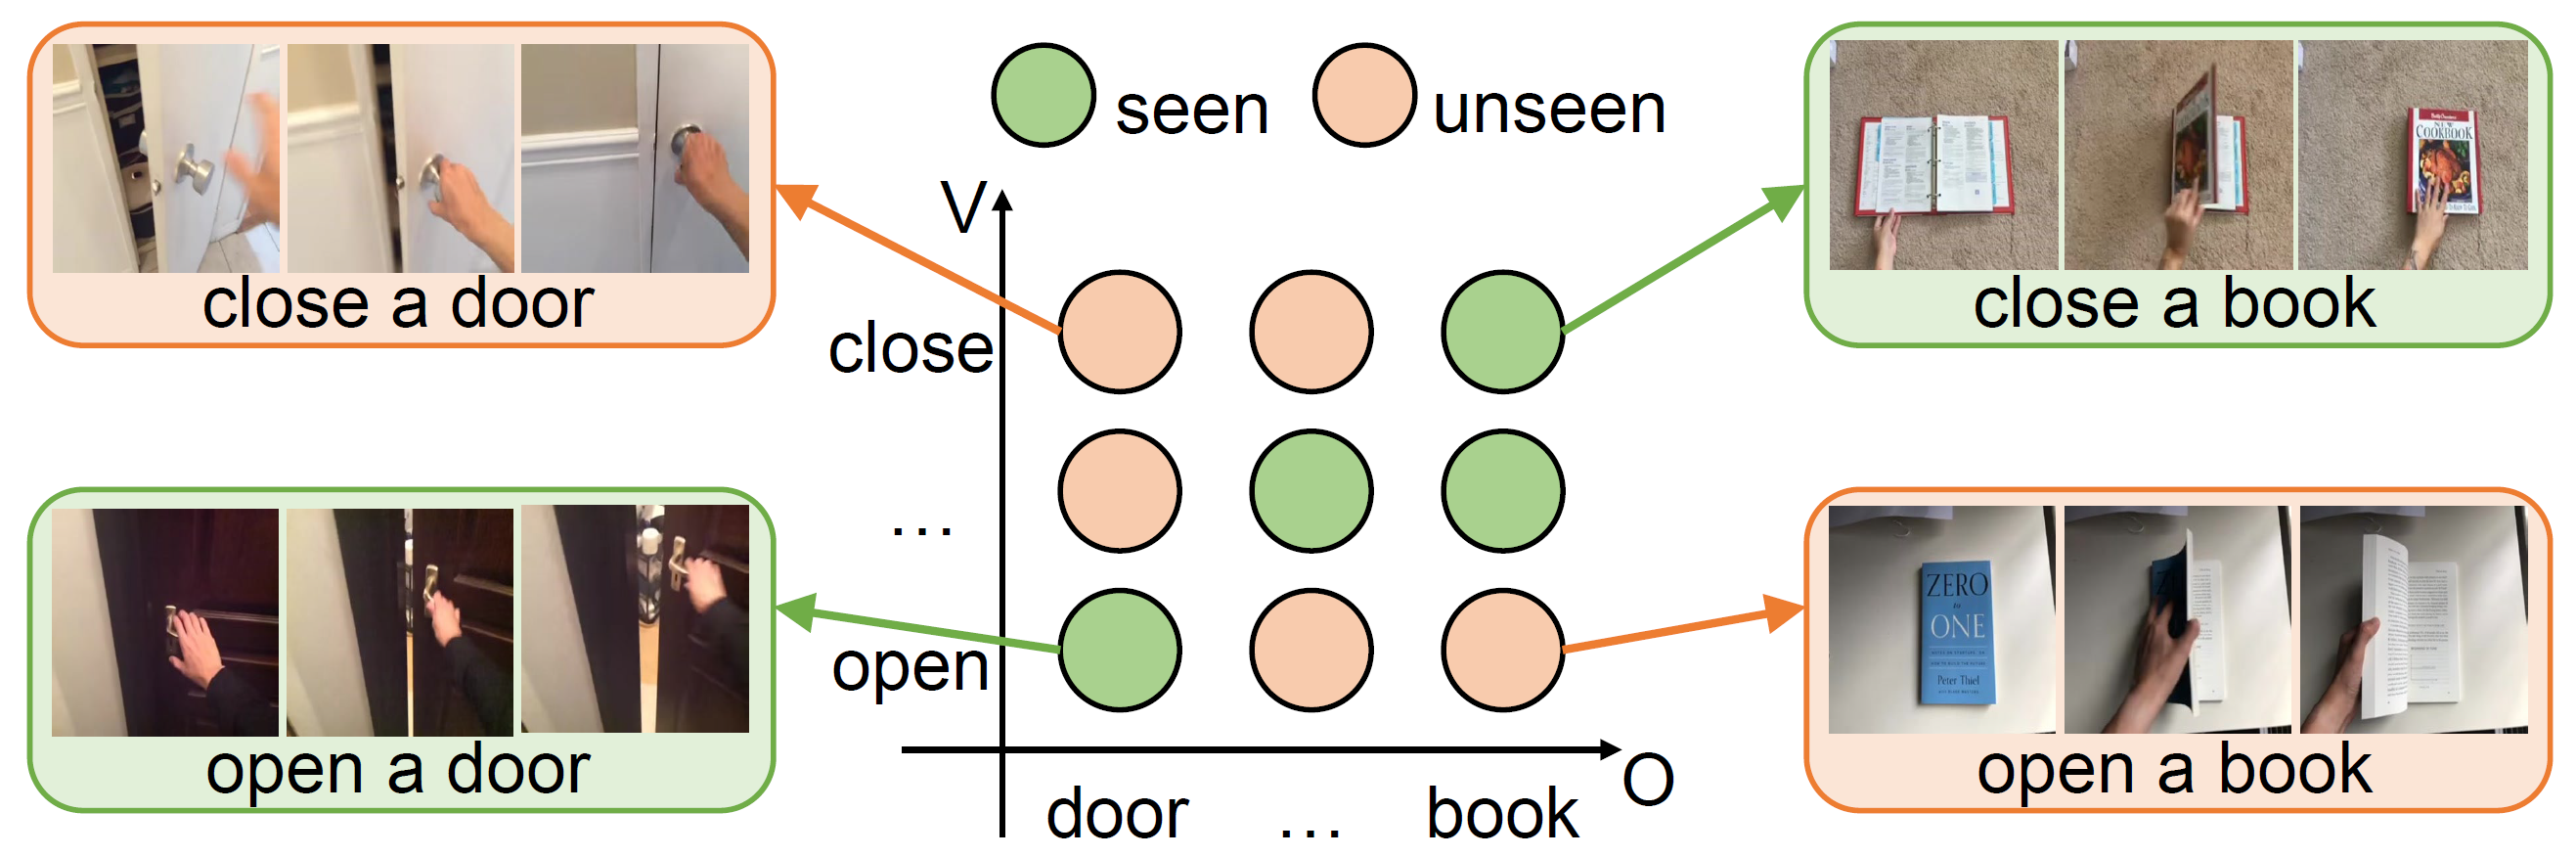 seen
unseen
V
close
...
open
door
...
book
O
close a door
NEW
COOKBOOK
close a book
open a door
ZERO
to
ONE
Peter Thiel
open a book